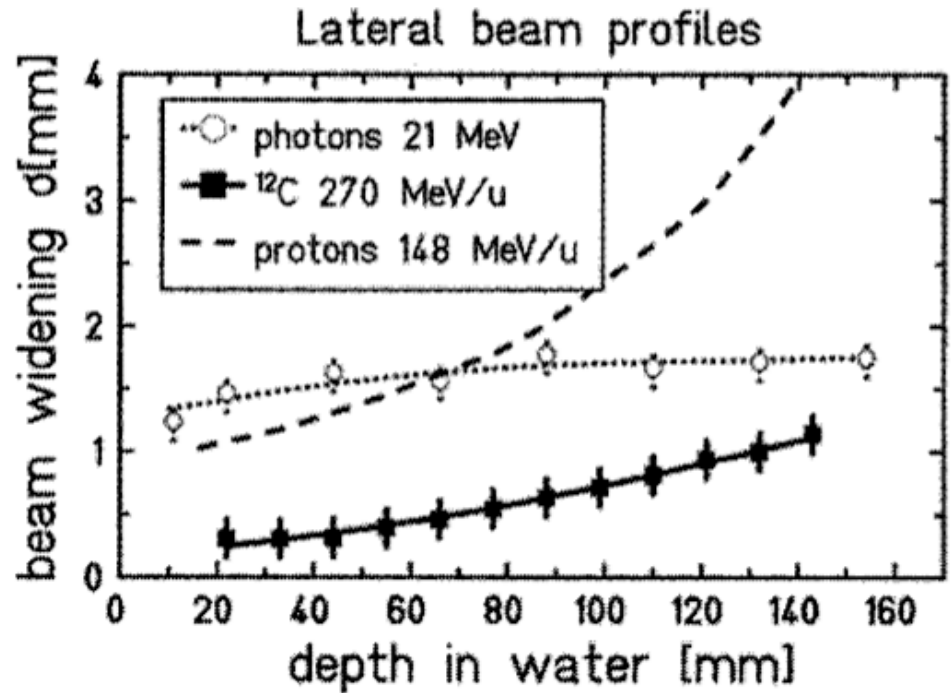 Lateral beam profiles
beam widening σ[mm]
4
3
2
1
0
photons 21 MeV
¹²C 270 MeV/u
protons 148 MeV/u
0 20 40 60 80 100 120 140 160
depth in water [mm]